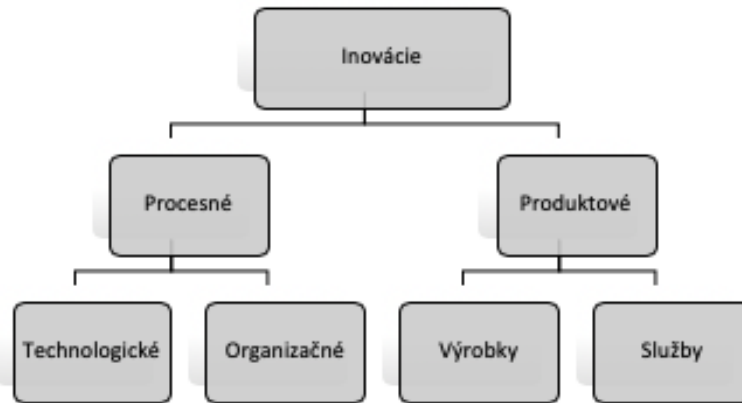 Inovácie
Procesné
Produktové
Technologické
Organizačné
Výrobky
Služby